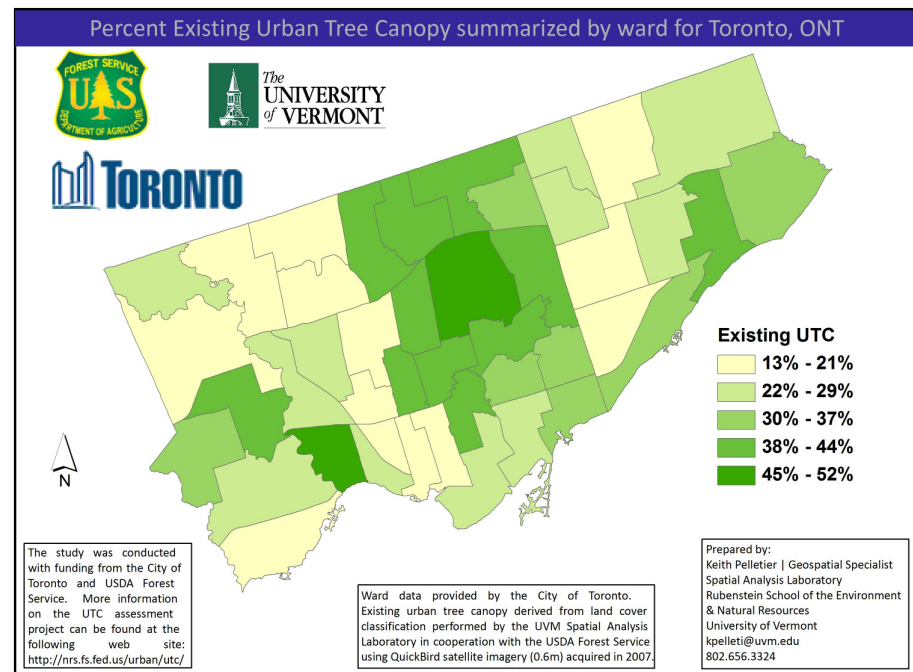 Percent Existing Urban Tree Canopy summarized by ward for Toronto, ONT
FOREST SERVICE
U S
DEPARTMENT OF AGRICULTURE
The
UNIVERSITY
of VERMONT
TORONTO
Existing UTC
13% - 21%
22% - 29%
30% - 37%
38% - 44%
45% - 52%
N
The study was conducted
with funding from the City of
Toronto and USDA Forest
Service. More information
on the UTC assessment
project can be found at the
following web site:
http://nrs.fs.fed.us/urban/utc/
Ward data provided by the City of Toronto.
Existing urban tree canopy derived from land cover
classification performed by the UVM Spatial Analysis
Laboratory in cooperation with the USDA Forest Service
using QuickBird satellite imagery (0.6m) acquired in 2007.
Prepared by:
Keith Pelletier | Geospatial Specialist
Spatial Analysis Laboratory
Rubenstein School of the Environment
& Natural Resources
University of Vermont
kpelleti@uvm.edu
802.656.3324